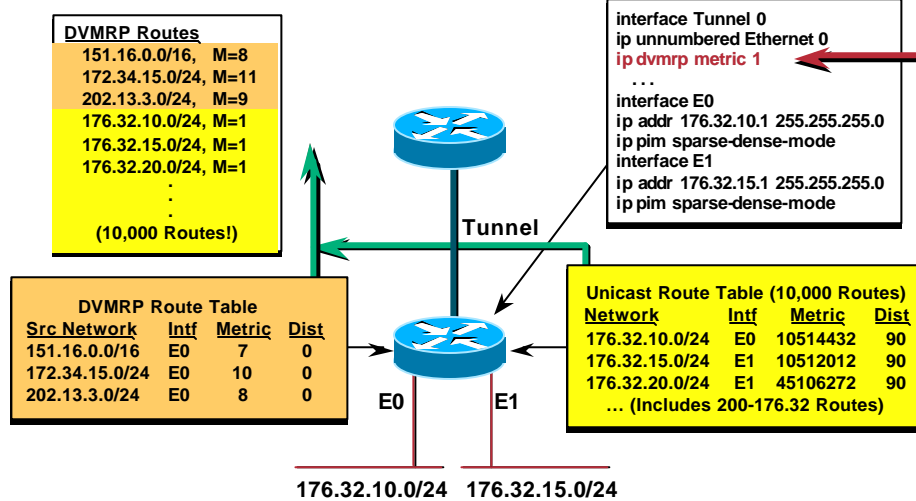 DVMRP Routes
151.16.0.0/16, M=8
172.34.15.0/24, M=11
202.13.3.0/24, M=9
176.32.10.0/24, M=1
176.32.15.0/24, M=1
176.32.20.0/24, M=1
.
.
.
(10,000 Routes!)
interface Tunnel 0
ip unnumbered Ethernet 0
ip dvmrp metric 1
...
interface E0
ip addr 176.32.10.1 255.255.255.0
ip pim sparse-dense-mode
interface E1
ip addr 176.32.15.1 255.255.255.0
ip pim sparse-dense-mode
Tunnel
DVMRP Route Table
Src Network Intf Metric Dist
151.16.0.0/16 E0 7 0
172.34.15.0/24 E0 10 0
202.13.3.0/24 E0 8 0
Unicast Route Table (10,000 Routes)
Network Intf Metric Dist
176.32.10.0/24 E0 10514432 90
176.32.15.0/24 E1 10512012 90
176.32.20.0/24 E1 45106272 90
... (Includes 200-176.32 Routes)
E0 E1
176.32.10.0/24 176.32.15.0/24